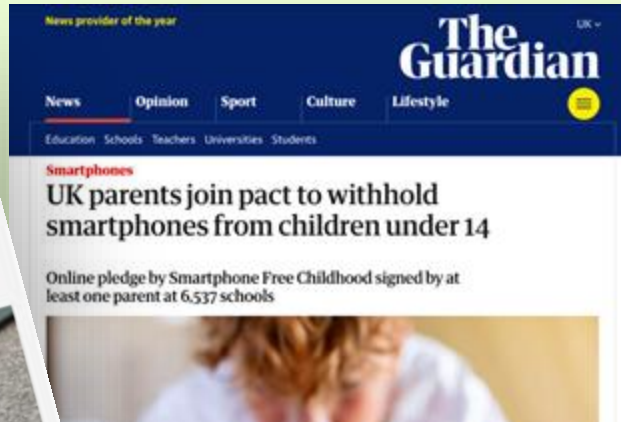 News provider of the year
The
Guardian
UK
News Opinion Sport Culture Lifestyle
Education Schools Teachers Universities Students
Smartphones
UK parents join pact to withhold
smartphones from children under 14
Online pledge by Smartphone Free Childhood signed by at
least one parent at 6,537 schools